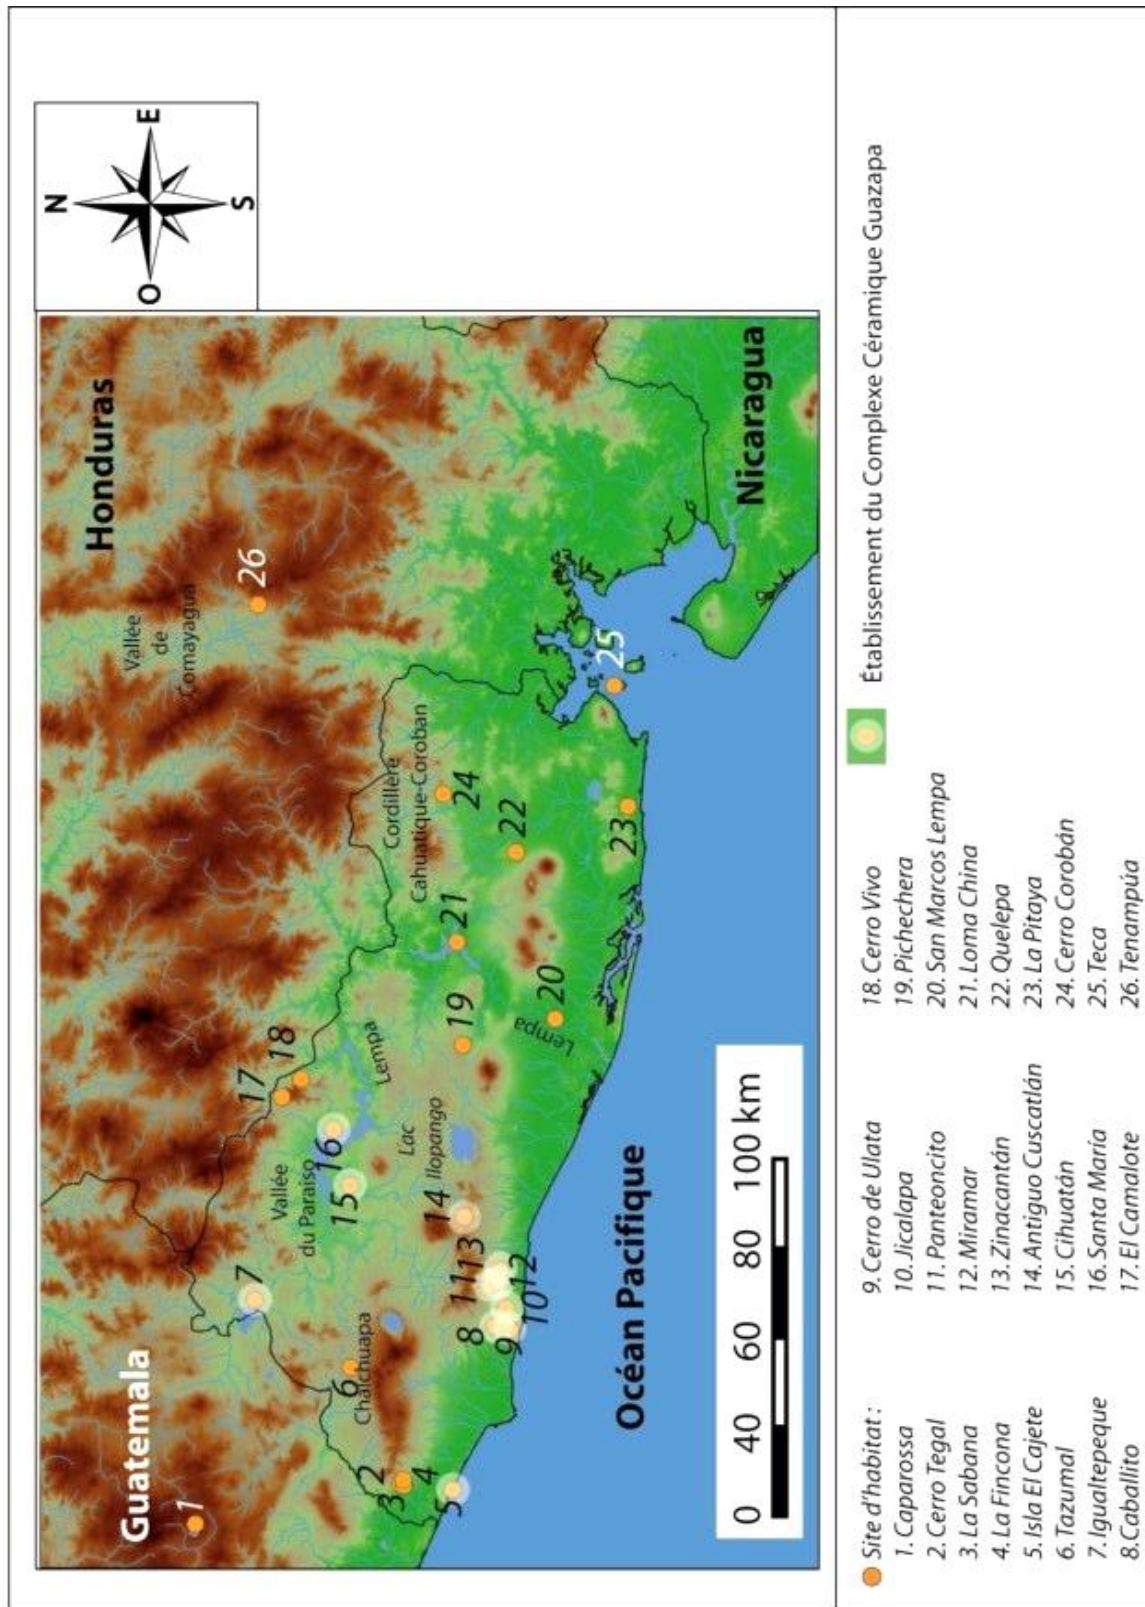 N
O
E
S
Guatemala
Honduras
Nicaragua
Océan Pacifique
Vallée
de
Comayagua
Vallée
du Paraiso
Chalchuapa
Lac
Ilopango
Lempa
Lempa
Cordillère
Cahuatique-Coroban
1
2
3
4
5
6
7
8
9
10
11
12
13
14
15
16
17
18
19
20
21
22
23
24
25
26
0 40 60 80 100 km
Site d'habitat :
1. Caparossa
2. Cerro Tegal
3. La Sabana
4. La Fincona
5. Isla El Cajete
6. Tazumal
7. Igualtepeque
8. Caballito
9. Cerro de Ulata
10. Jicalapa
11. Panteoncito
12. Miramar
13. Zinacantán
14. Antiguo Cuscatlán
15. Cihuatán
16. Santa María
17. El Camalote
18. Cerro Vivo
19. Pichechera
20. San Marcos Lempa
21. Loma China
22. Quelepa
23. La Pitaya
24. Cerro Corobán
25. Teca
26. Tenampúa
Établissement du Complexe Céramique Guazapa